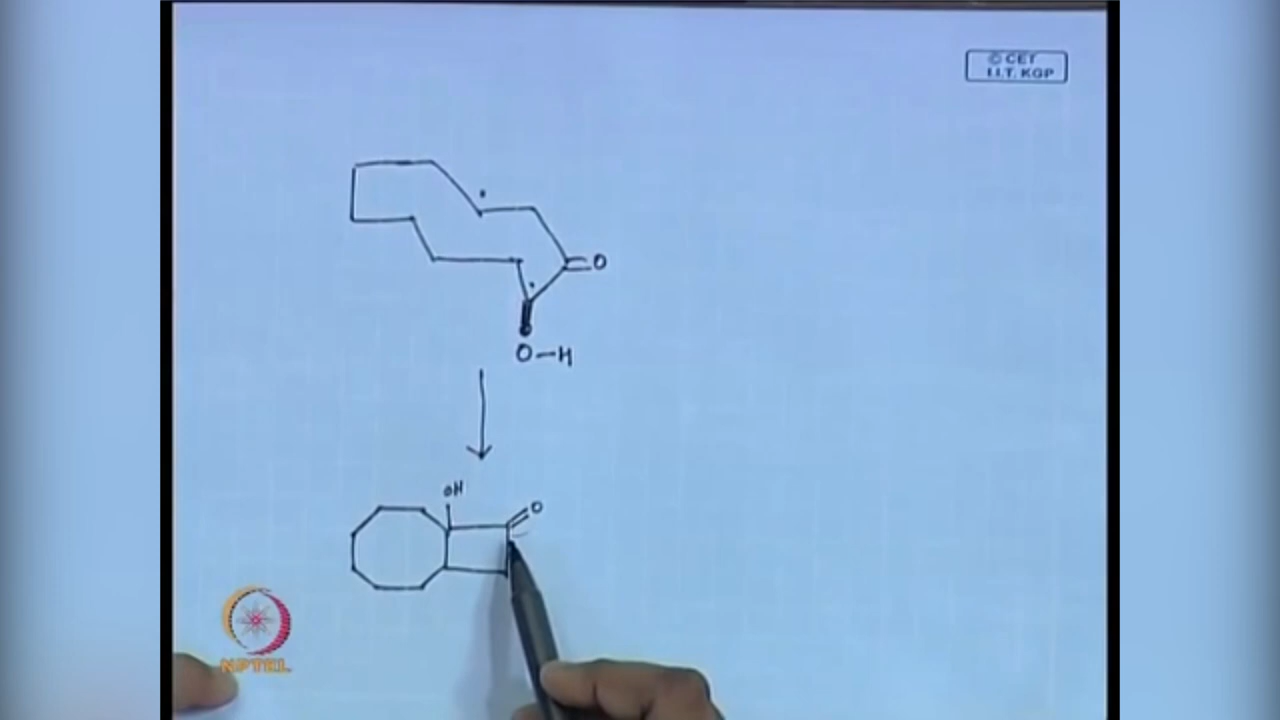 © CET
I.I.T. KGP
O
O–H
OH
O
NPTEL